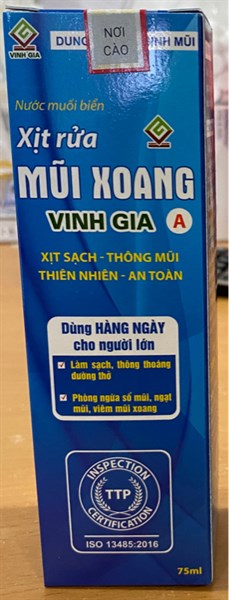 VINH GIA
DUNG
NƠI
CÀO
NH MŨI
Nước muối biển
Xịt rửa
MŨI XOANG
VINH GIA A
XỊT SẠCH - THÔNG MŨI
THIÊN NHIÊN - AN TOÀN
Dùng HÀNG NGÀY
cho người lớn
Làm sạch, thông thoáng
đường thở
Phòng ngừa sổ mũi, ngạt
mũi, viêm mũi xoang
INSPECTION
TTP
CERTIFICATION
ISO 13485:2016
75ml